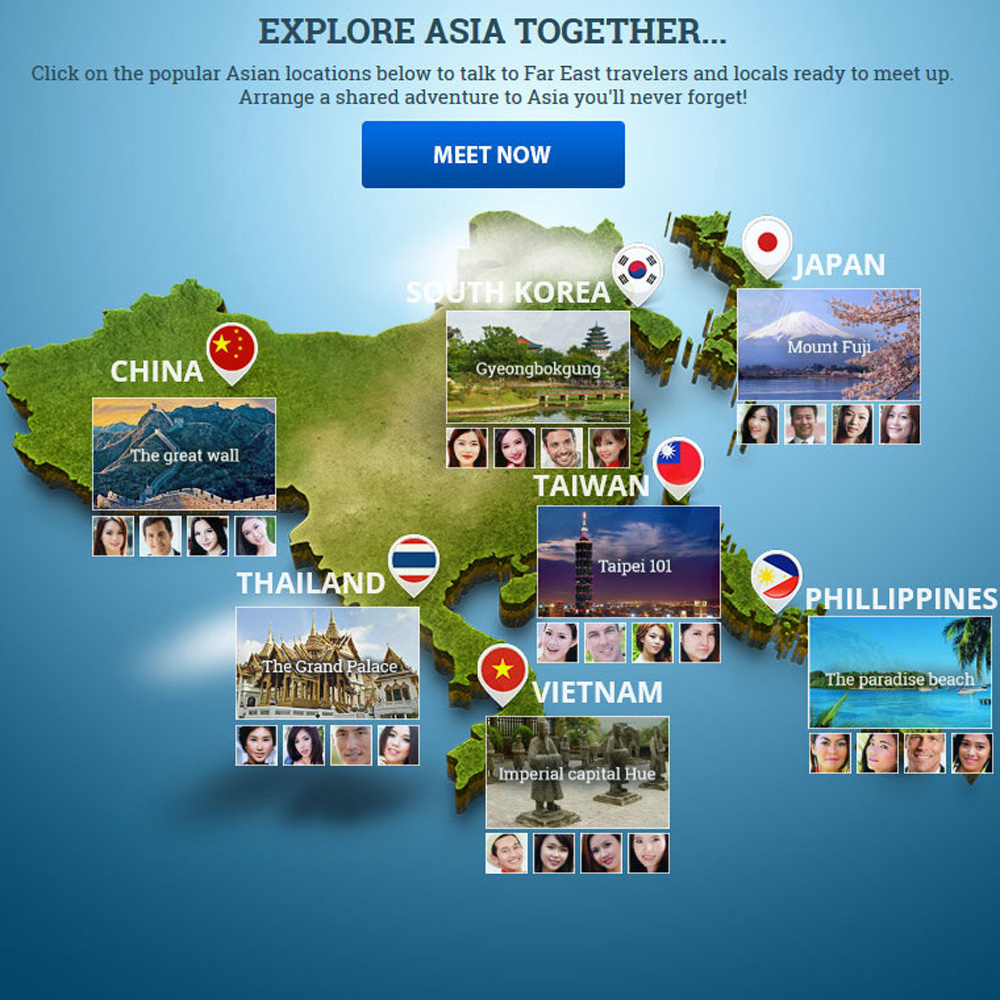 EXPLORE ASIA TOGETHER...
Click on the popular Asian locations below to talk to Far East travelers and locals ready to meet up.
Arrange a shared adventure to Asia you'll never forget!
MEET NOW
JAPAN
Mount Fuji
SOUTH KOREA
Gyeongbokgung
CHINA
The great wall
TAIWAN
Taipei 101
THAILAND
The Grand Palace
PHILLIPPINES
The paradise beach
VIETNAM
Imperial capital Hue